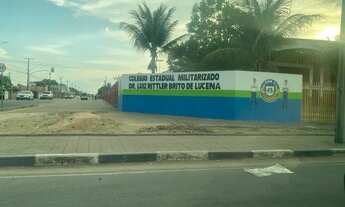 COLÉGIO ESTADUAL MILITARIZADO
DR. LUIZ RITTLER BRITO DE LUCENA